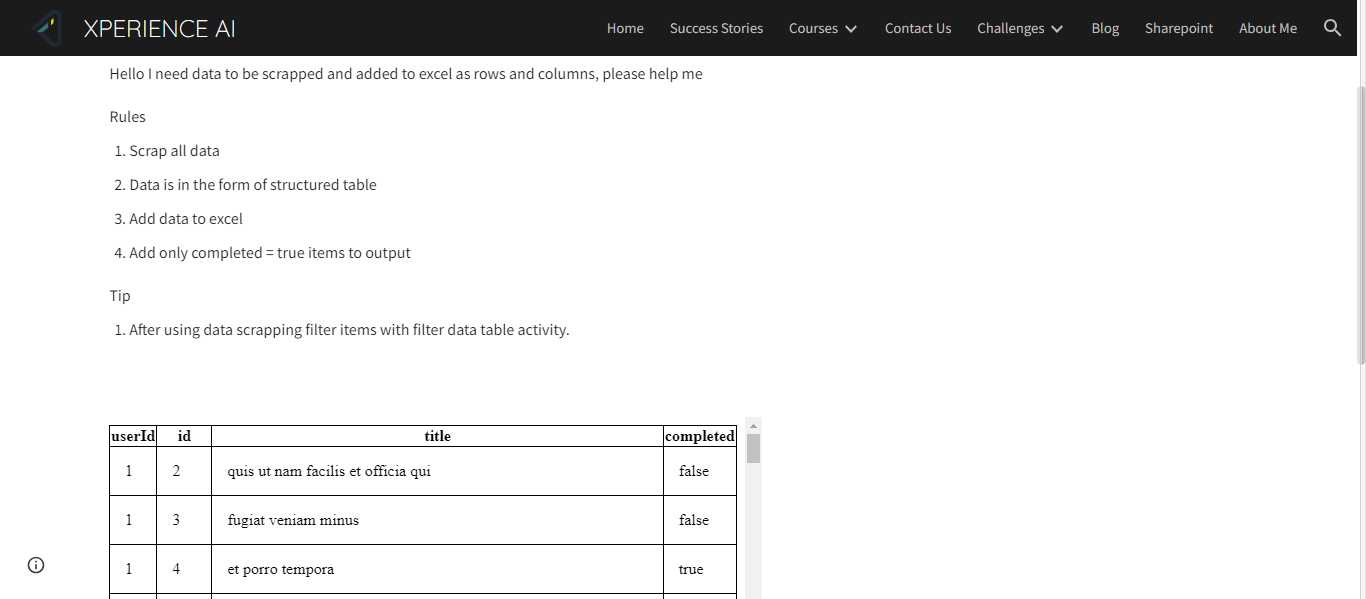 XPERIENCE AI
Home Success Stories Courses Contact Us Challenges Blog Sharepoint About Me
Hello I need data to be scrapped and added to excel as rows and columns, please help me
Rules
1. Scrap all data
2. Data is in the form of structured table
3. Add data to excel
4. Add only completed = true items to output
Tip
1. After using data scrapping filter items with filter data table activity.
userId id title completed
1 2 quis ut nam facilis et officia qui false
1 3 fugiat veniam minus false
1 4 et porro tempora true